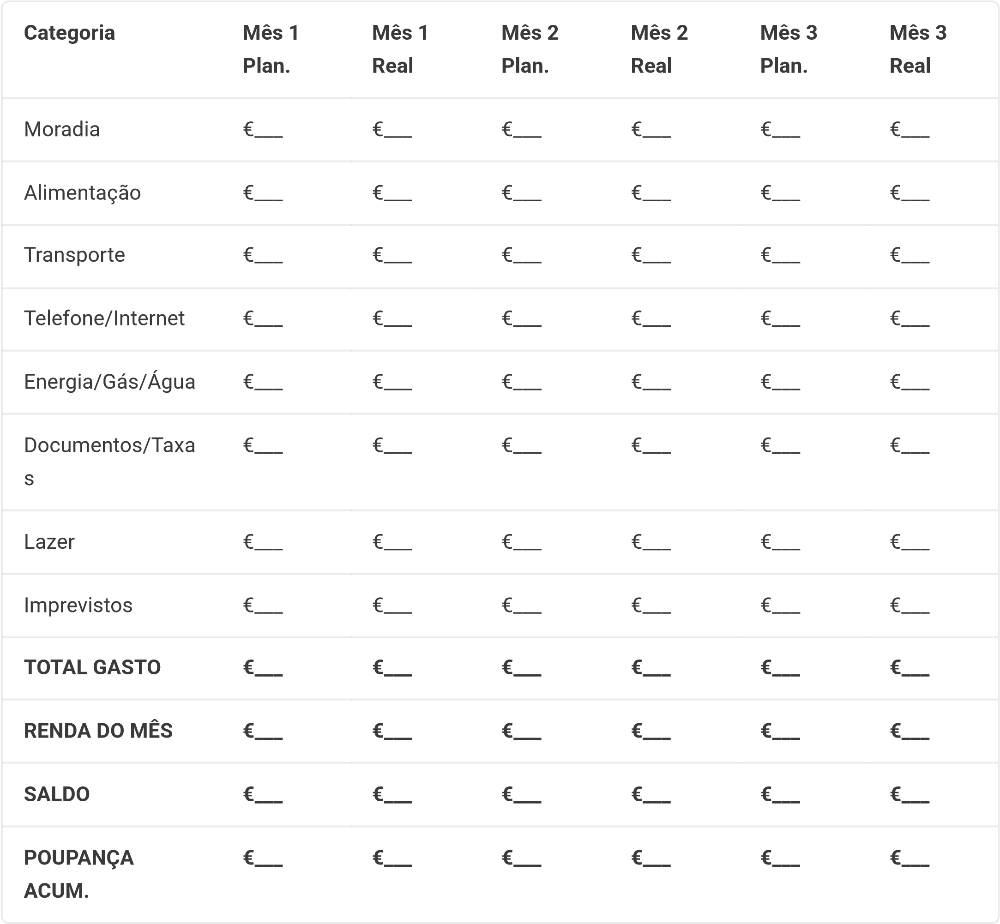 Categoria Mês 1 Mês 1 Mês 2 Mês 2 Mês 3 Mês 3
Plan. Real Plan. Real Plan. Real
Moradia €___ €___ €___ €___ €___ €___
Alimentação €___ €___ €___ €___ €___ €___
Transporte €___ €___ €___ €___ €___ €___
Telefone/Internet €___ €___ €___ €___ €___ €___
Energia/Gás/Água €___ €___ €___ €___ €___ €___
Documentos/Taxa €___ €___ €___ €___ €___ €___
s
Lazer €___ €___ €___ €___ €___ €___
Imprevistos €___ €___ €___ €___ €___ €___
TOTAL GASTO €___ €___ €___ €___ €___ €___
RENDA DO MÊS €___ €___ €___ €___ €___ €___
SALDO €___ €___ €___ €___ €___ €___
POUPANÇA €___ €___ €___ €___ €___ €___
ACUM.